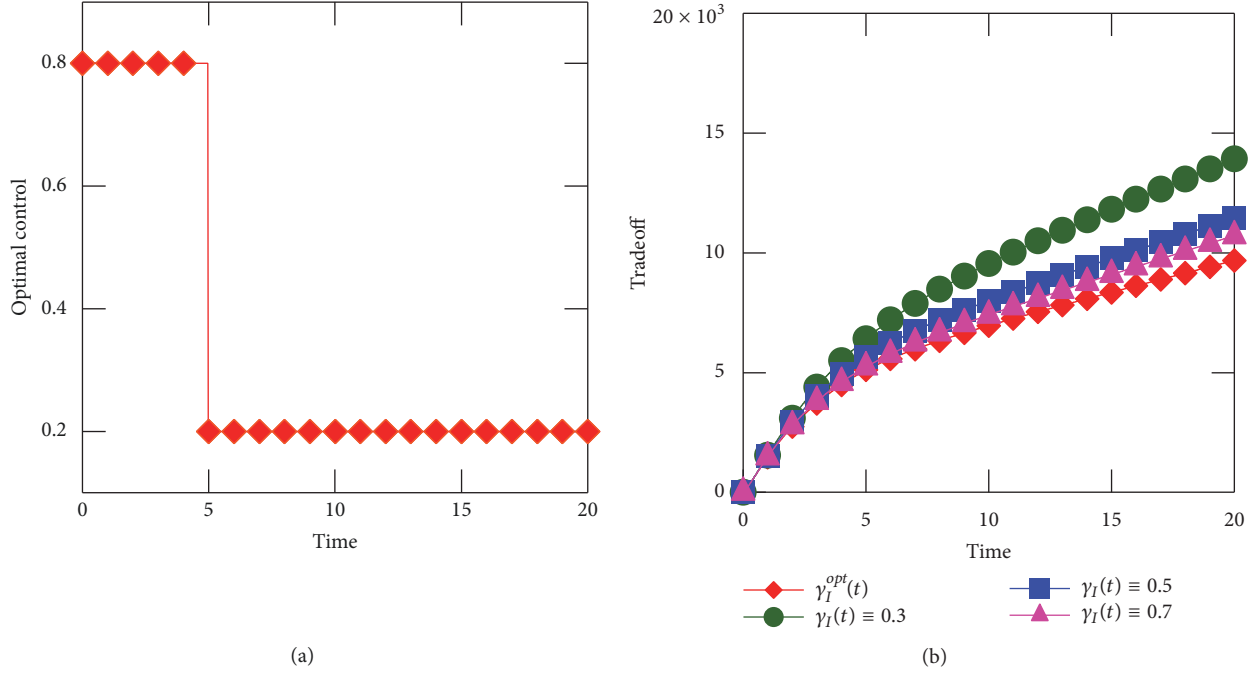 Optimal control
0.8
0.6
0.4
0.2
0 5 10 15 20
Time
(a)
Tradeoff
20 × 10³
15
10
5
0
0 5 10 15 20
Time
γ_I^opt(t)
γ_I(t) ≡ 0.3
γ_I(t) ≡ 0.5
γ_I(t) ≡ 0.7
(b)